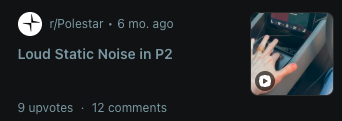 r/Polestar • 6 mo. ago
Loud Static Noise in P2
9 upvotes · 12 comments